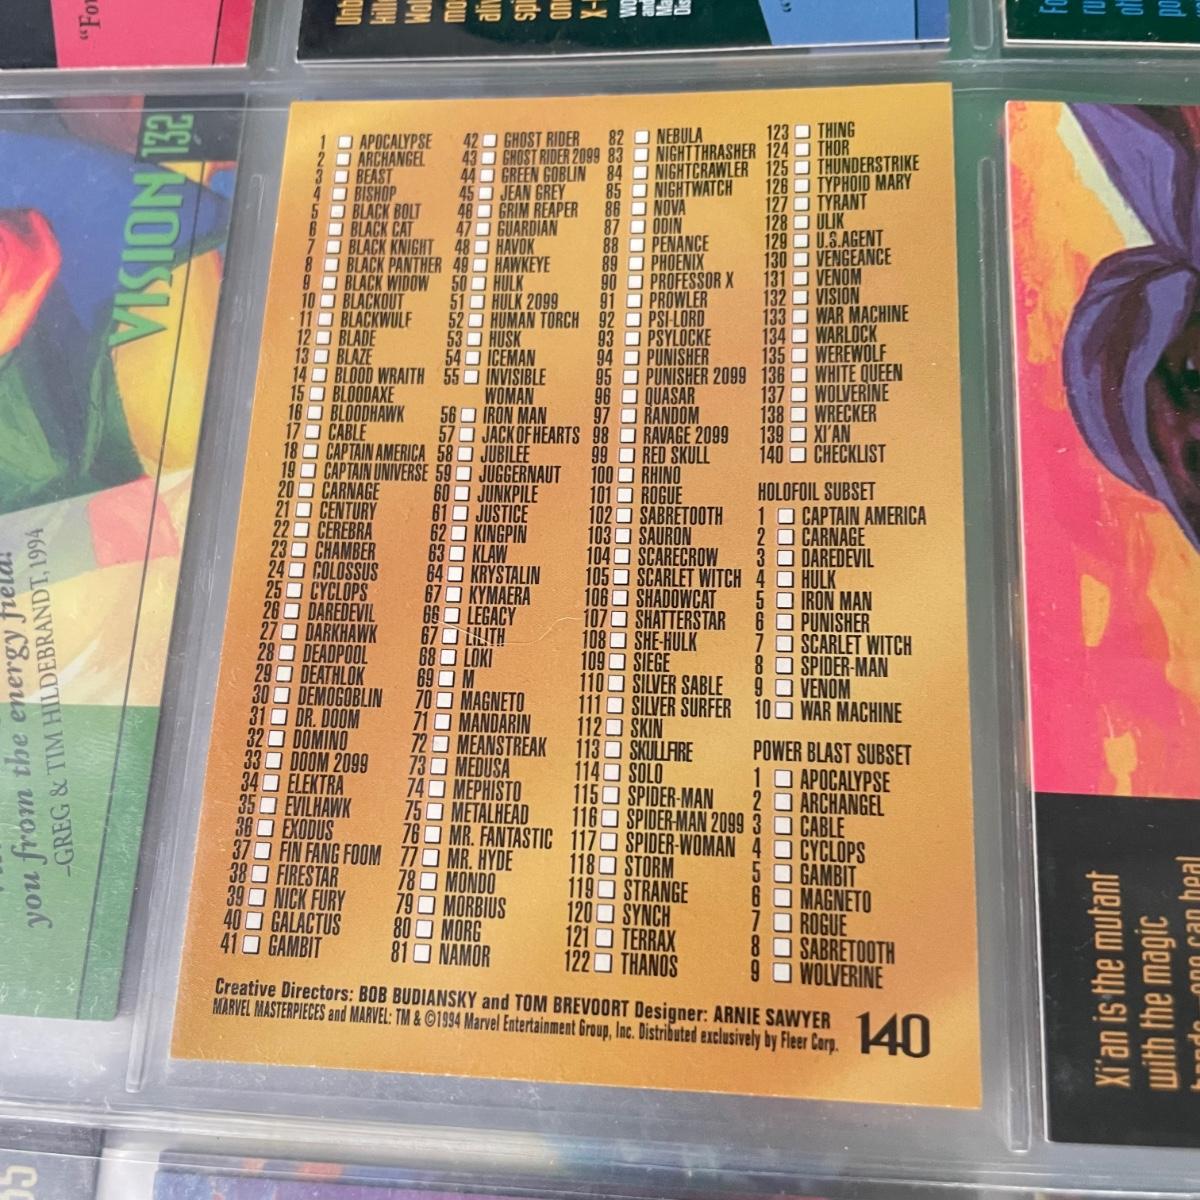 1 APOCALYPSE
2 ARCHANGEL
3 BEAST
4 BISHOP
5 BLACK BOLT
6 BLACK CAT
7 BLACK KNIGHT
8 BLACK PANTHER
9 BLACK WIDOW
10 BLACKOUT
11 BLACKWULF
12 BLADE
13 BLAZE
14 BLOOD WRAITH
15 BLOODAXE
16 BLOODHAWK
17 CABLE
18 CAPTAIN AMERICA
19 CAPTAIN UNIVERSE
20 CARNAGE
21 CENTURY
22 CEREBRA
23 CHAMBER
24 COLOSSUS
25 CYCLOPS
26 DAREDEVIL
27 DARKHAWK
28 DEADPOOL
29 DEATHLOK
30 DEMOGOBLIN
31 DR. DOOM
32 DOMINO
33 DOOM 2099
34 ELEKTRA
35 EVILHAWK
36 EXODUS
37 FIN FANG FOOM
38 FIRESTAR
39 NICK FURY
40 GALACTUS
41 GAMBIT
42 GHOST RIDER
43 GHOST RIDER 2099
44 GREEN GOBLIN
45 JEAN GREY
46 GRIM REAPER
47 GUARDIAN
48 HAVOK
49 HAWKEYE
50 HULK
51 HULK 2099
52 HUMAN TORCH
53 HUSK
54 ICEMAN
55 INVISIBLE
WOMAN
56 IRON MAN
57 JACK OF HEARTS
58 JUBILEE
59 JUGGERNAUT
60 JUNKPILE
61 JUSTICE
62 KINGPIN
63 KLAW
64 KRYSTALIN
67 KYMAERA
66 LEGACY
67 LILITH
68 LOKI
69 M
70 MAGNETO
71 MANDARIN
72 MEANSTREAK
73 MEDUSA
74 MEPHISTO
75 METALHEAD
76 MR. FANTASTIC
77 MR. HYDE
78 MONDO
79 MORBIUS
80 MORG
81 NAMOR
82 NEBULA
83 NIGHT THRASHER
84 NIGHTCRAWLER
85 NIGHTWATCH
86 NOVA
87 ODIN
88 PENANCE
89 PHOENIX
90 PROFESSOR X
91 PROWLER
92 PSI-LORD
93 PSYLOCKE
94 PUNISHER
95 PUNISHER 2099
96 QUASAR
97 RANDOM
98 RAVAGE 2099
99 RED SKULL
100 RHINO
101 ROGUE
102 SABRETOOTH
103 SAURON
104 SCARECROW
105 SCARLET WITCH
106 SHADOWCAT
107 SHATTERSTAR
108 SHE-HULK
109 SIEGE
110 SILVER SABLE
111 SILVER SURFER
112 SKIN
113 SKULLFIRE
114 SOLO
115 SPIDER-MAN
116 SPIDER-MAN 2099
117 SPIDER-WOMAN
118 STORM
119 STRANGE
120 SYNCH
121 TERRAX
122 THANOS
123 THING
124 THOR
125 THUNDERSTRIKE
126 TYPHOID MARY
127 TYRANT
128 ULIK
129 U.S.AGENT
130 VENGEANCE
131 VENOM
132 VISION
133 WAR MACHINE
134 WARLOCK
135 WEREWOLF
136 WHITE QUEEN
137 WOLVERINE
138 WRECKER
139 XI'AN
140 CHECKLIST
HOLOFOIL SUBSET
1 CAPTAIN AMERICA
2 CARNAGE
3 DAREDEVIL
4 HULK
5 IRON MAN
6 PUNISHER
7 SCARLET WITCH
8 SPIDER-MAN
9 VENOM
10 WAR MACHINE
POWER BLAST SUBSET
1 APOCALYPSE
2 ARCHANGEL
3 CABLE
4 CYCLOPS
5 GAMBIT
6 MAGNETO
7 ROGUE
8 SABRETOOTH
9 WOLVERINE
Creative Directors: BOB BUDIANSKY and TOM BREVOORT Designer: ARNIE SAWYER
MARVEL MASTERPIECES and MARVEL: TM & ©1994 Marvel Entertainment Group, Inc. Distributed exclusively by Fleer Corp.
140
VISION 132
you from the energy field!
–GREG & TIM HILDEBRANDT, 1994
Xi'an is the mutant
with the magic